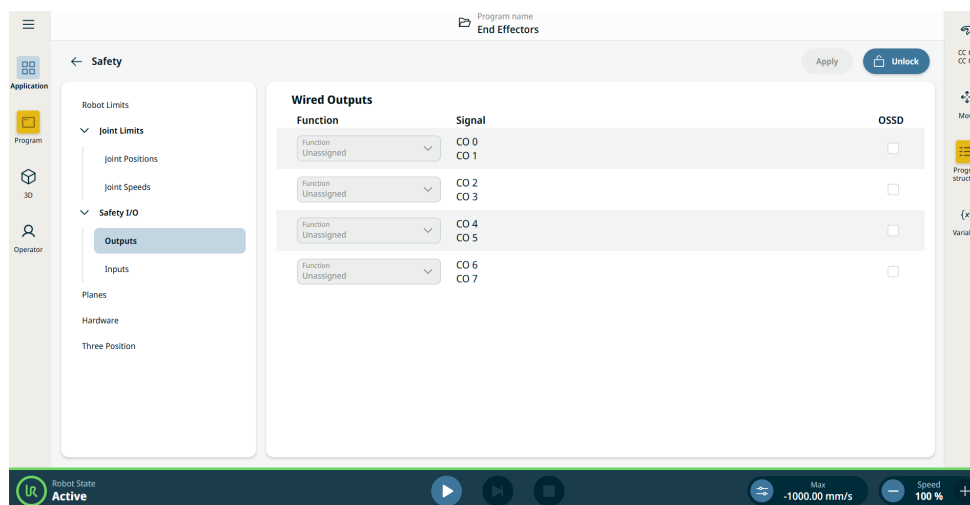 Program name
End Effectors
Safety
Apply
Unlock
Application
Program
3D
Operator
Robot Limits
Joint Limits
Joint Positions
Joint Speeds
Safety I/O
Outputs
Inputs
Planes
Hardware
Three Position
Wired Outputs
Function
Signal
OSSD
Function
Unassigned
CO 0
CO 1
Function
Unassigned
CO 2
CO 3
Function
Unassigned
CO 4
CO 5
Function
Unassigned
CO 6
CO 7
CC
CC
Robot State
Active
Max
-1000.00 mm/s
Speed
100 %